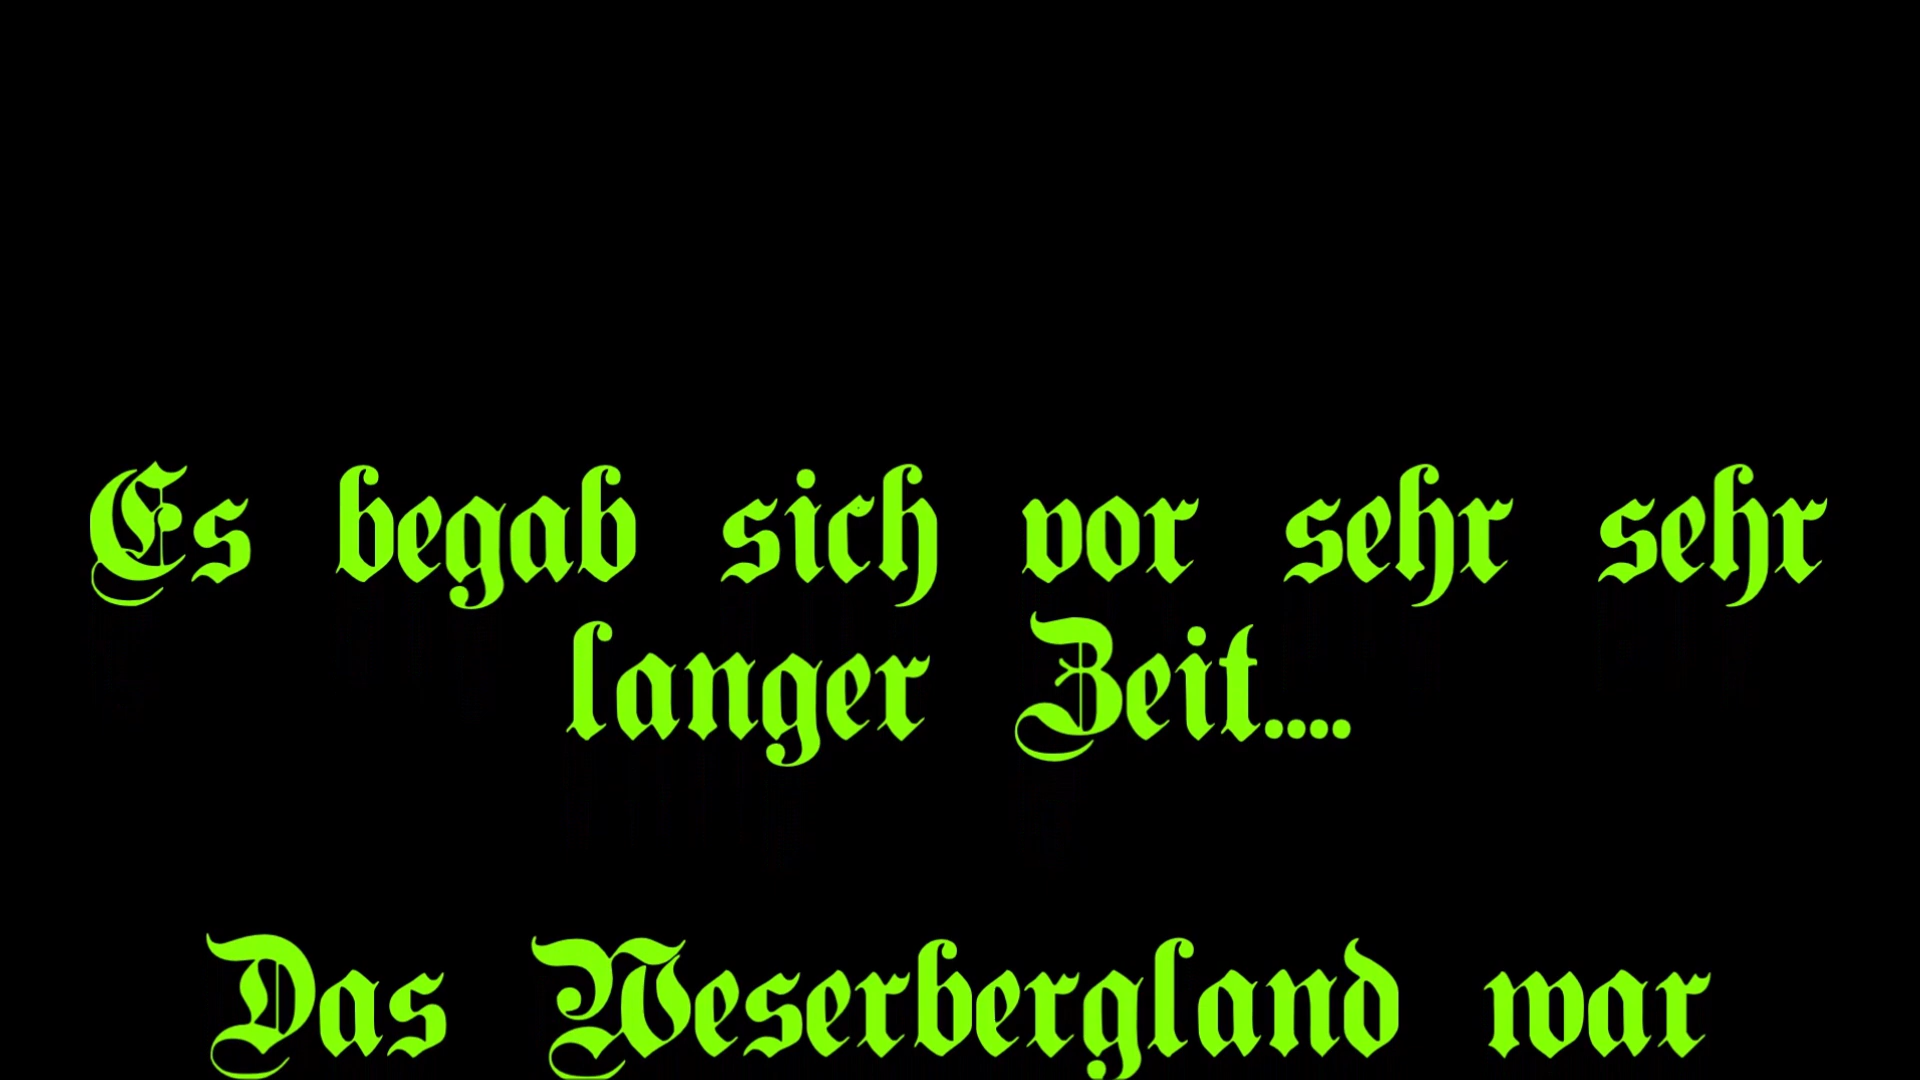 Es begab sich vor sehr sehr
langer Zeit....
Das Weserbergland war